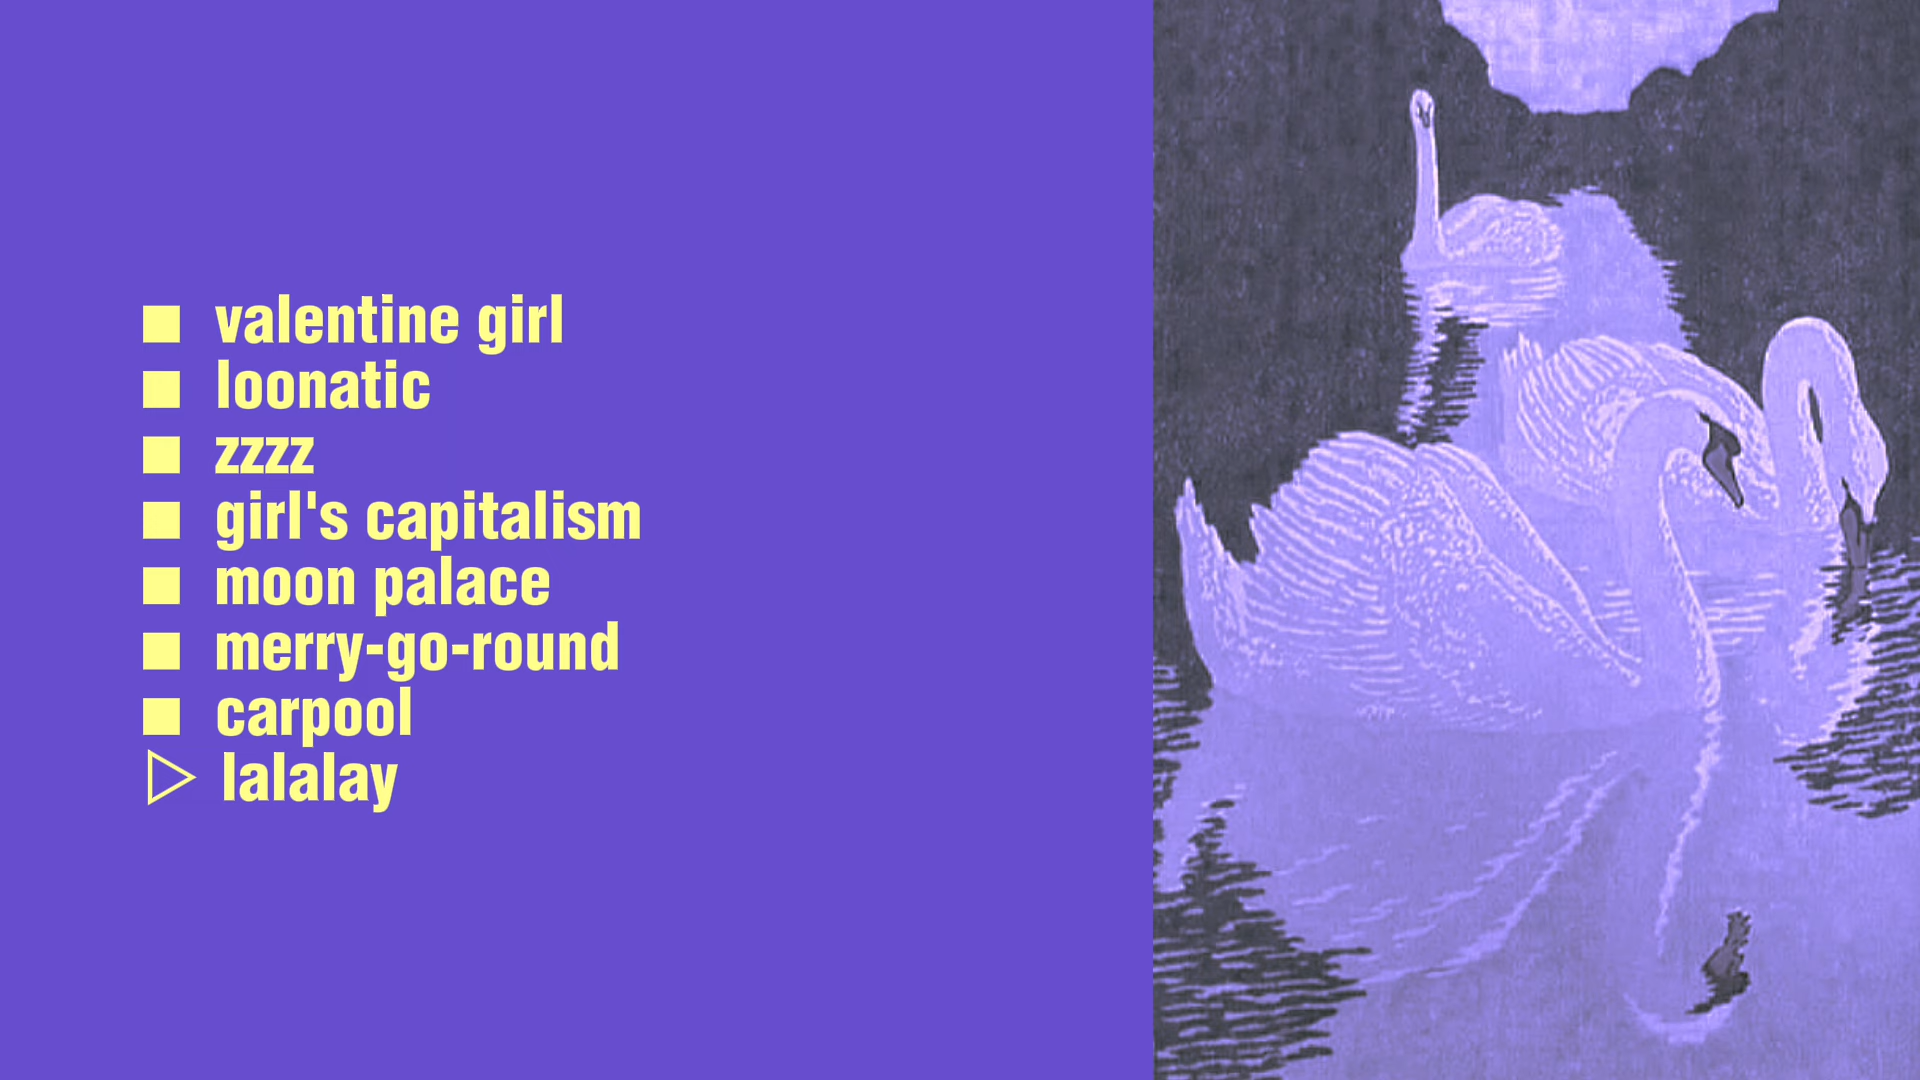 ■ valentine girl
■ loonatic
■ zzzz
■ girl's capitalism
■ moon palace
■ merry-go-round
■ carpool
▷ lalalay